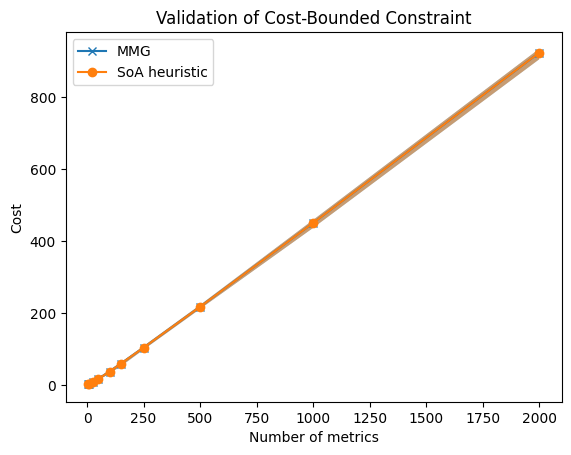 Validation of Cost-Bounded Constraint
MMG
SoA heuristic
800
600
400
200
0
Cost
0 250 500 750 1000 1250 1500 1750 2000
Number of metrics